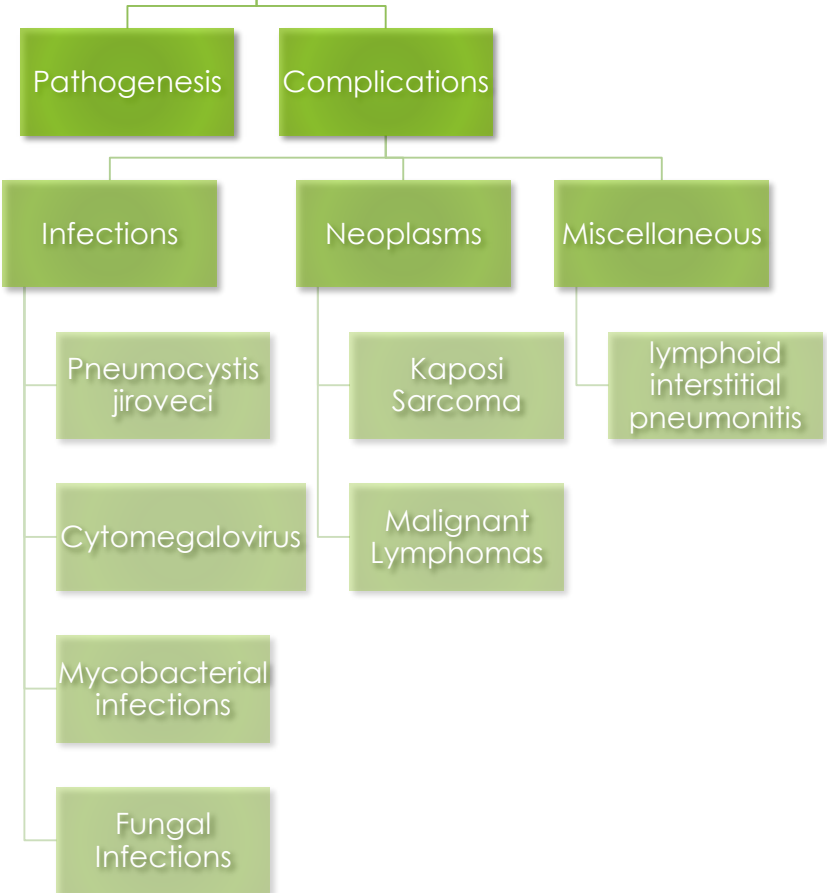 Pathogenesis
Complications
Infections
Neoplasms
Miscellaneous
Pneumocystis
jiroveci
Kaposi
Sarcoma
lymphoid
interstitial
pneumonitis
Cytomegalovirus
Malignant
Lymphomas
Mycobacterial
infections
Fungal
Infections